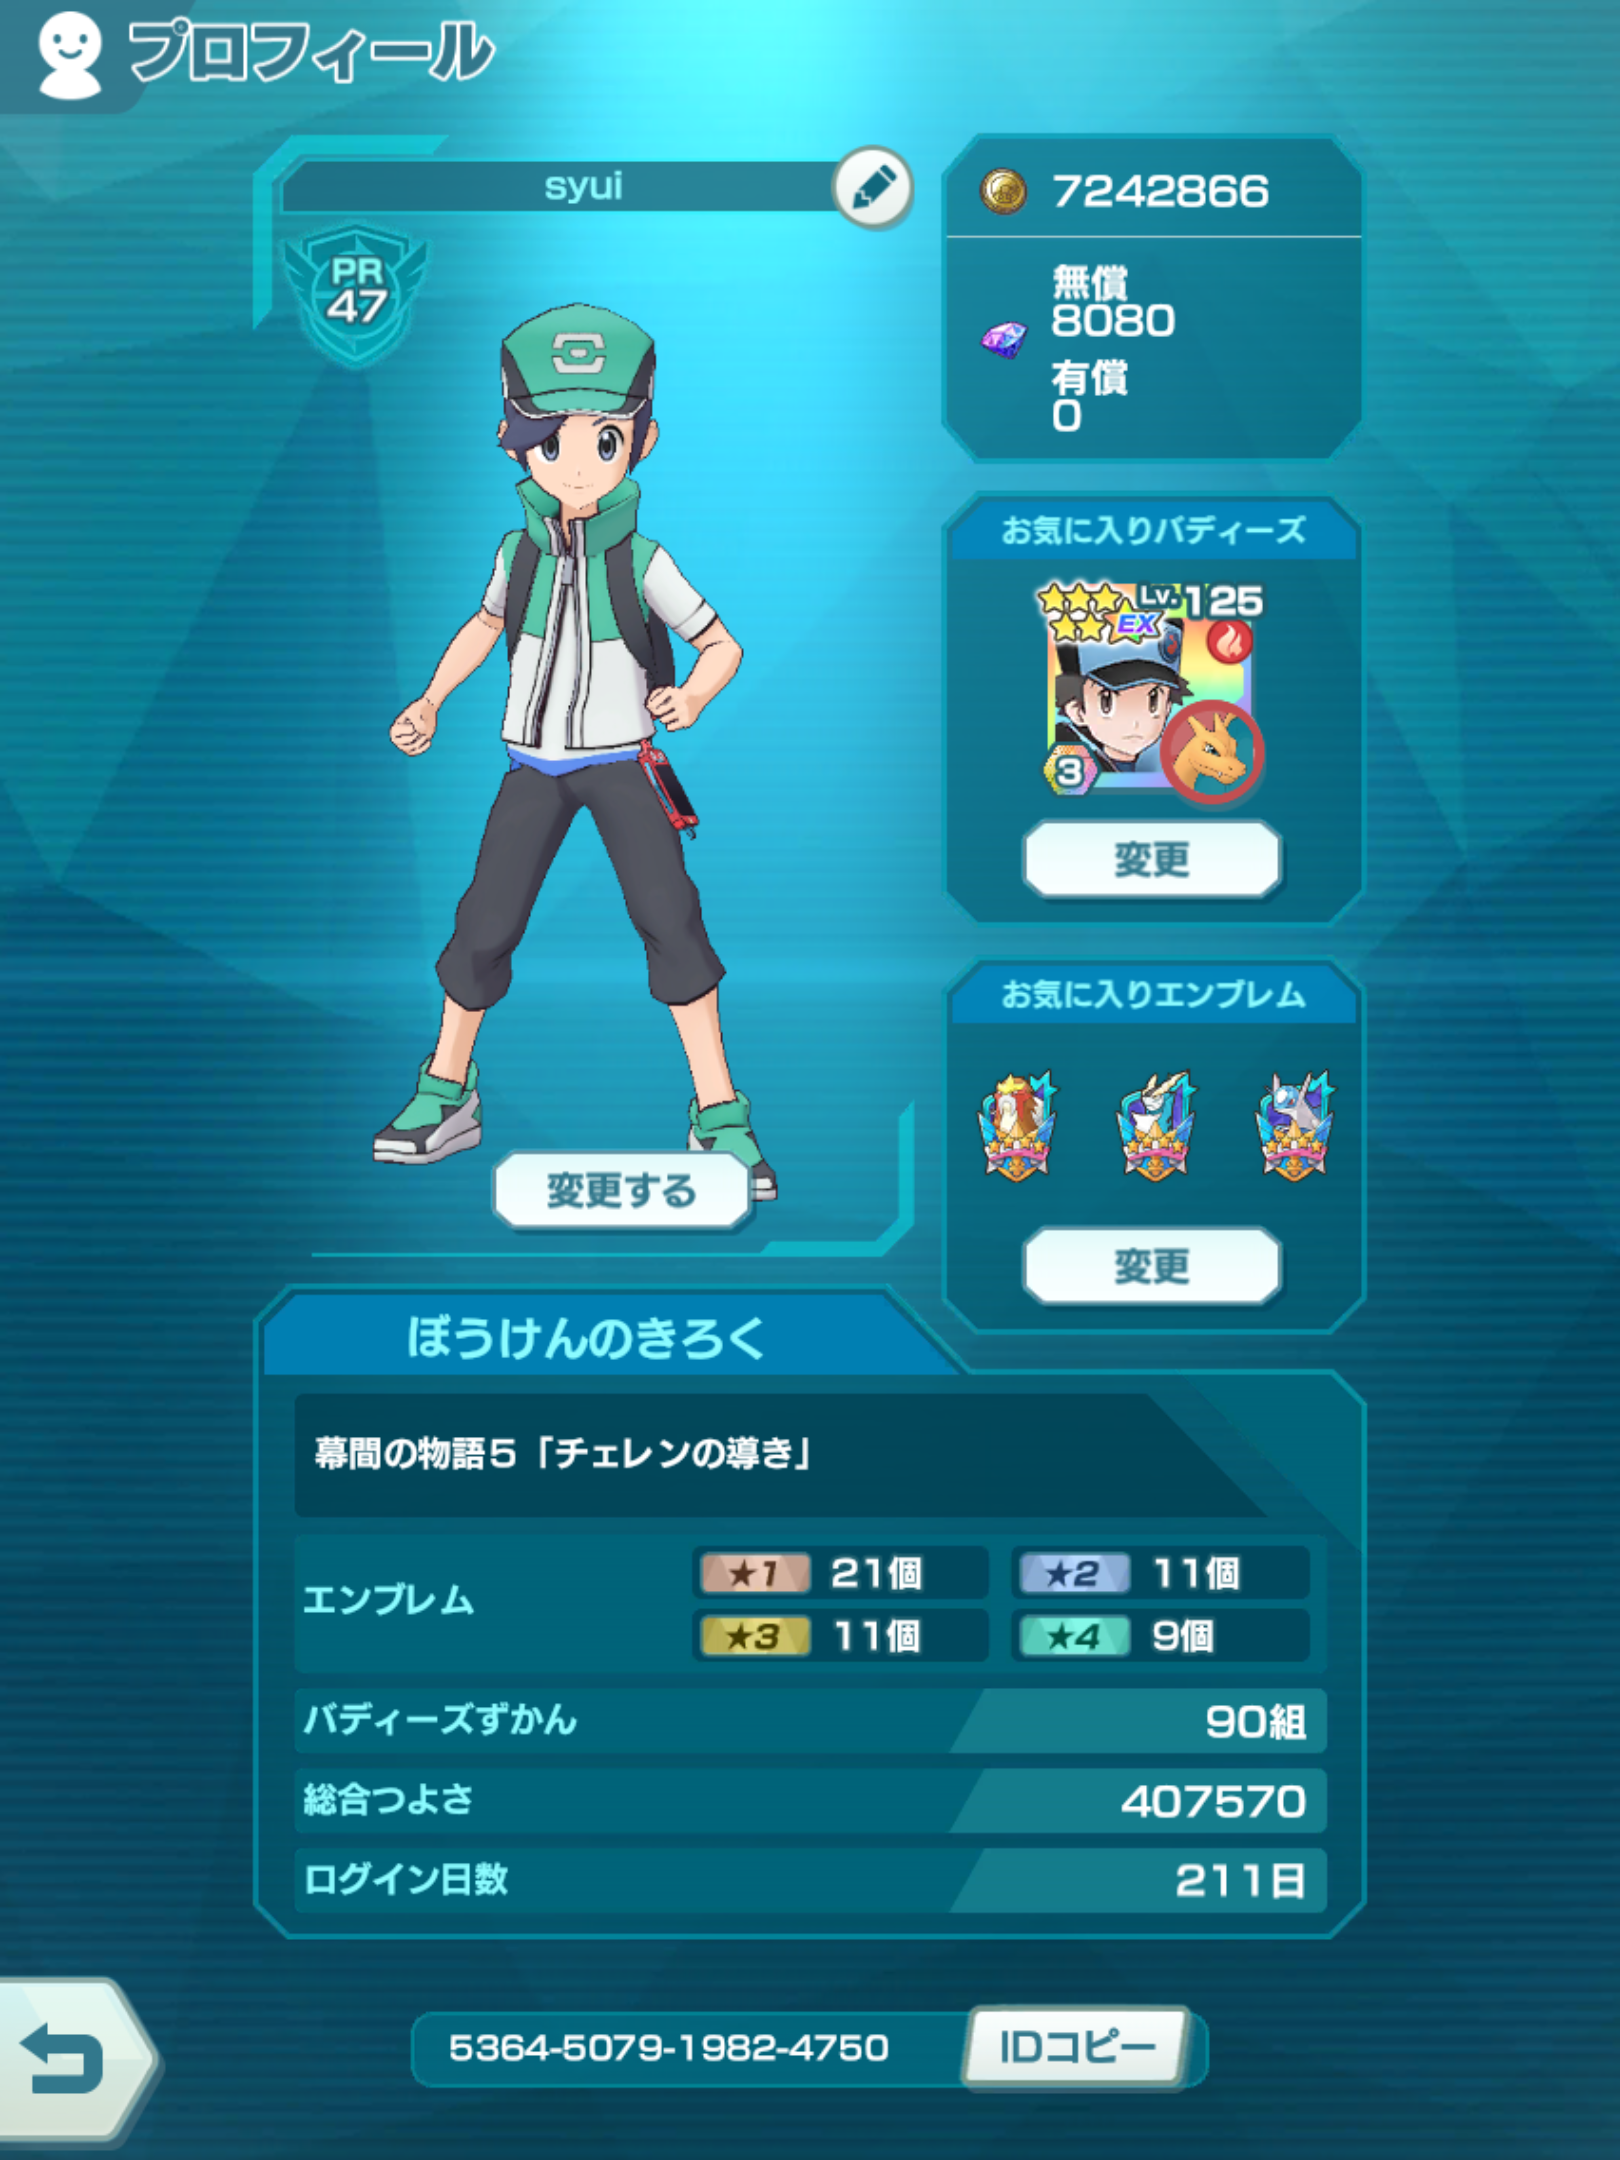 プロフィール
syui
PR
47
7242866
無償
8080
有償
0
お気に入りバディーズ
Lv.125
EX
3
変更
お気に入りエンブレム
変更
変更する
ぼうけんのきろく
幕間の物語5「チェレンの導き」
エンブレム
★1 21個 ★2 11個
★3 11個 ★4 9個
バディーズずかん 90組
総合つよさ 407570
ログイン日数 211日
5364-5079-1982-4750 IDコピー